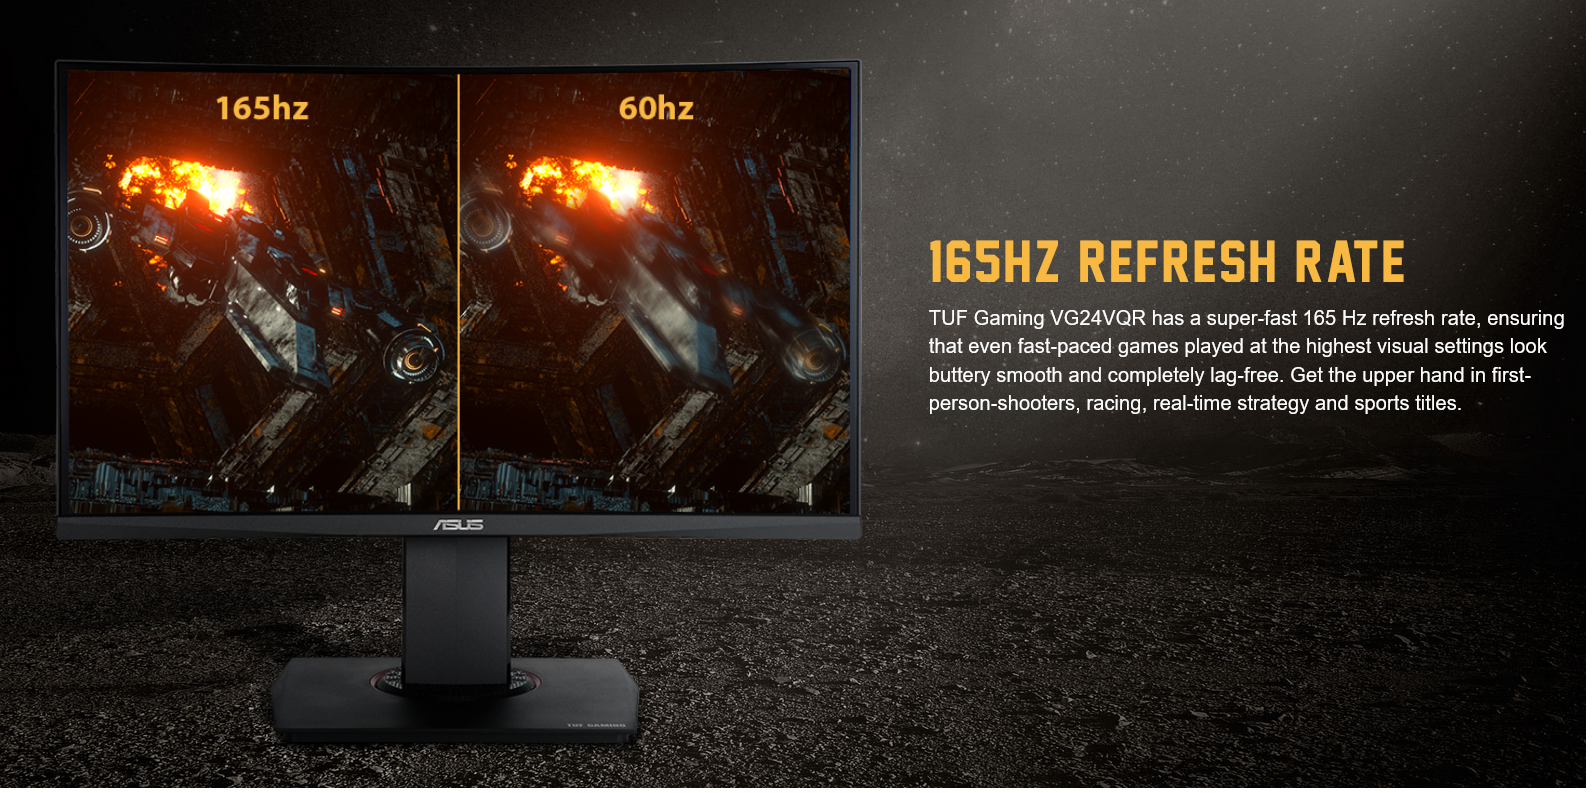 165hz
60hz
ASUS
TUF GAMING
165HZ REFRESH RATE
TUF Gaming VG24VQR has a super-fast 165 Hz refresh rate, ensuring
that even fast-paced games played at the highest visual settings look
buttery smooth and completely lag-free. Get the upper hand in first-
person-shooters, racing, real-time strategy and sports titles.